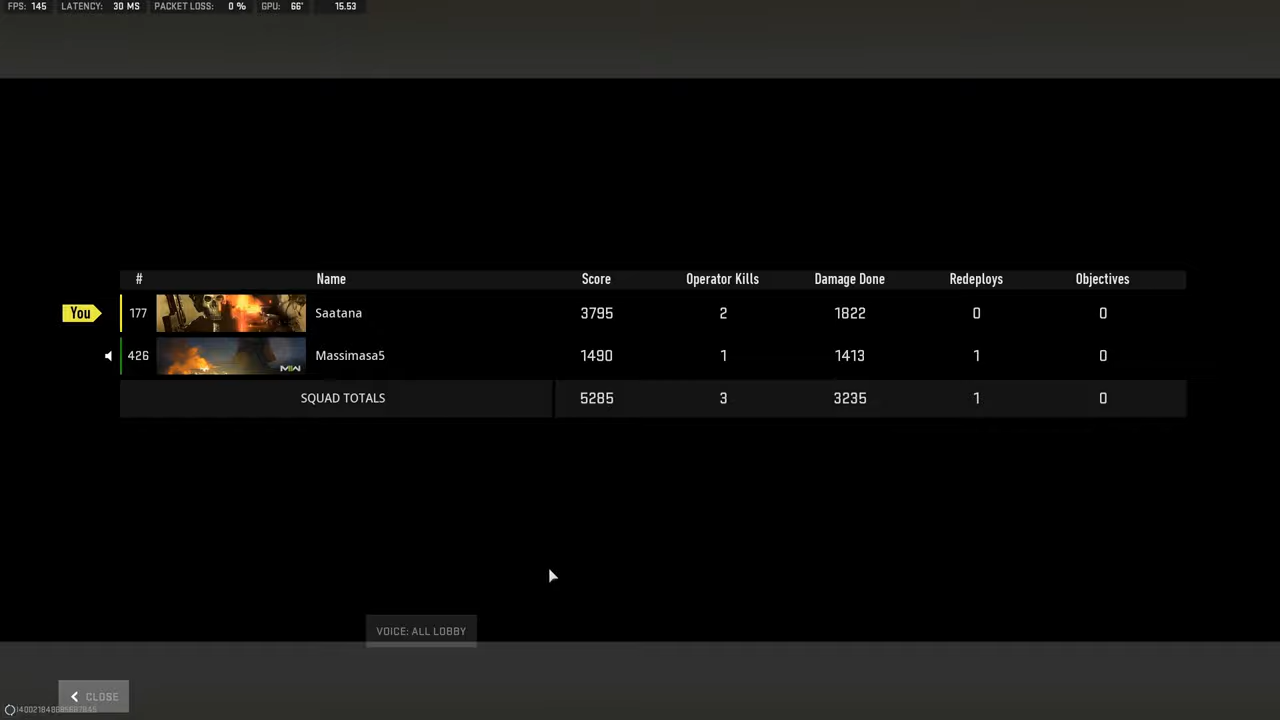 FPS: 145 LATENCY: 30 MS PACKET LOSS: 0 % GPU: 66° 15.53
# Name Score Operator Kills Damage Done Redeploys Objectives
You 177 Saatana 3795 2 1822 0 0
426 Massimasa5 1490 1 1413 1 0
SQUAD TOTALS 5285 3 3235 1 0
VOICE: ALL LOBBY
CLOSE